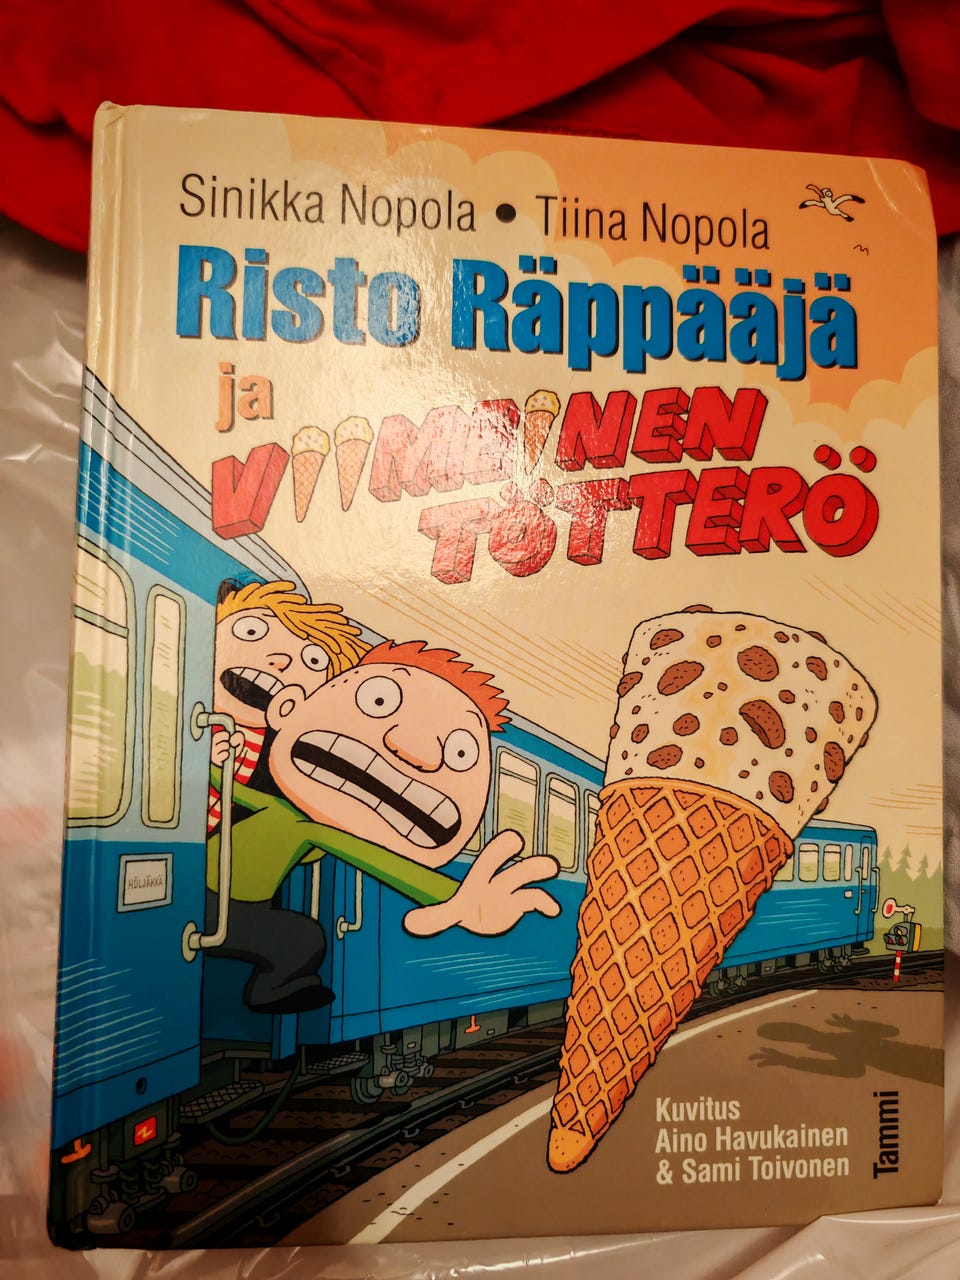 Sinikka Nopola • Tiina Nopola
Risto Räppääjä
ja VIIMEINEN
TÖTTERÖ
HÖLJÄKKÄ
Kuvitus
Aino Havukainen
& Sami Toivonen
Tammi